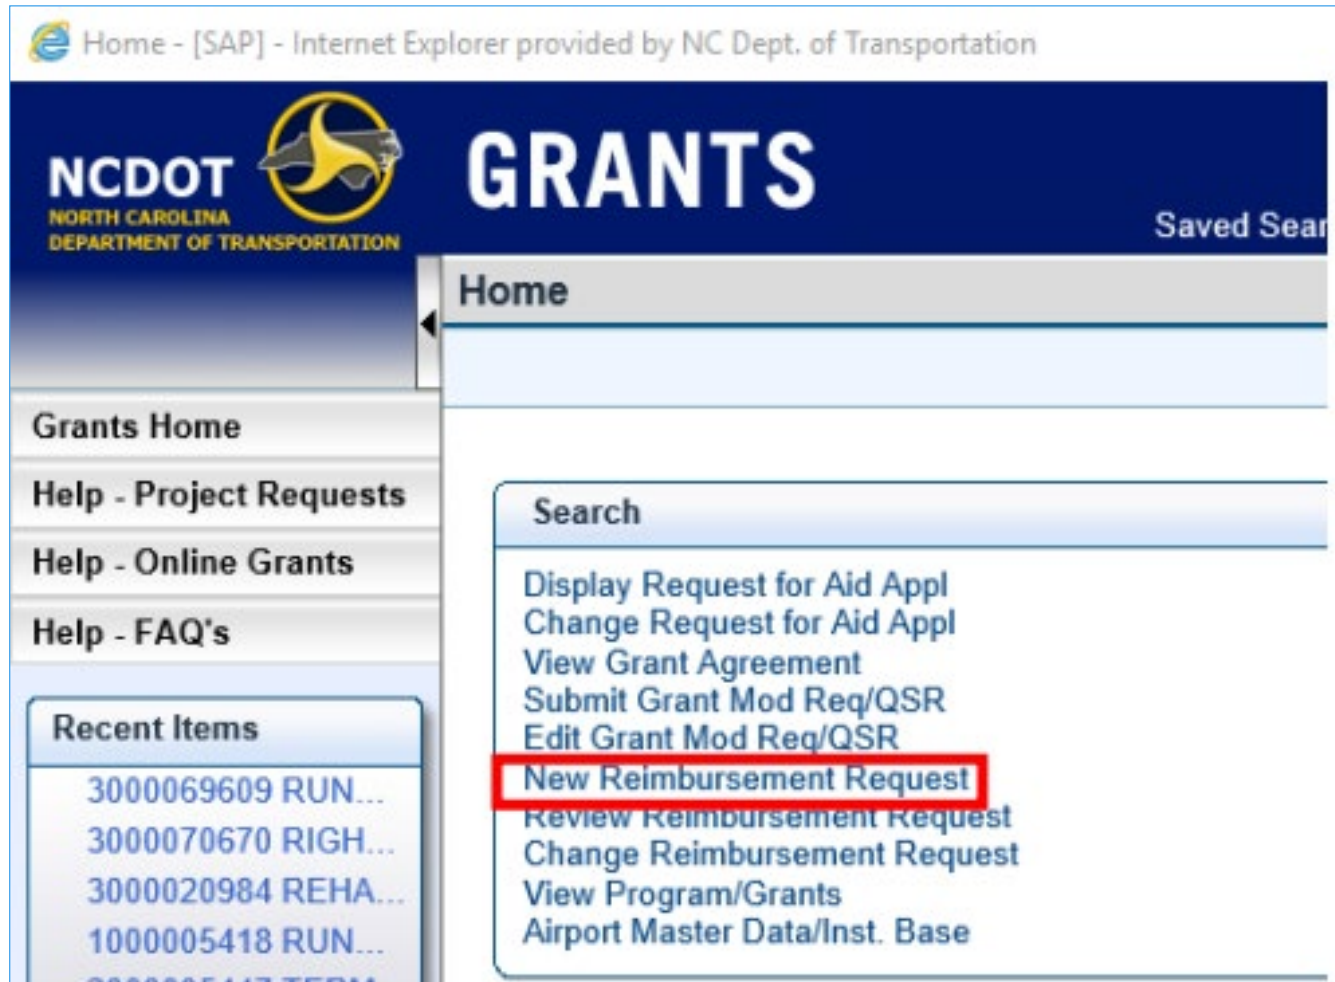 Home - [SAP] - Internet Explorer provided by NC Dept. of Transportation
NCDOT
NORTH CAROLINA
DEPARTMENT OF TRANSPORTATION
GRANTS
Saved Sear
Home
Grants Home
Help - Project Requests
Help - Online Grants
Help - FAQ's
Recent Items
3000069609 RUN...
3000070670 RIGH...
3000020984 REHA...
1000005418 RUN...
Search
Display Request for Aid Appl
Change Request for Aid Appl
View Grant Agreement
Submit Grant Mod Req/QSR
Edit Grant Mod Req/QSR
New Reimbursement Request
Review Reimbursement Request
Change Reimbursement Request
View Program/Grants
Airport Master Data/Inst. Base